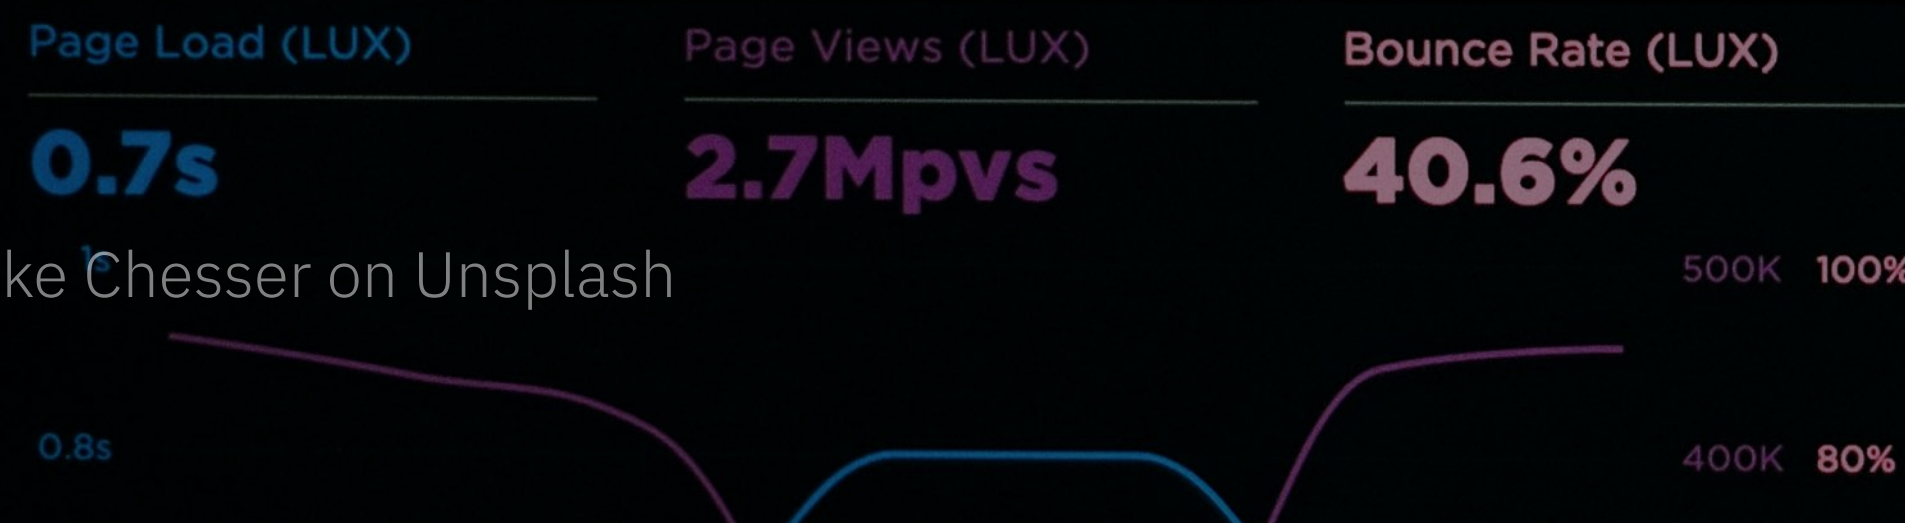 Page Load (LUX)
Page Views (LUX)
Bounce Rate (LUX)
0.7s
2.7Mpvs
40.6%
1s
ke Chesser on Unsplash
500K 100%
0.8s
400K 80%